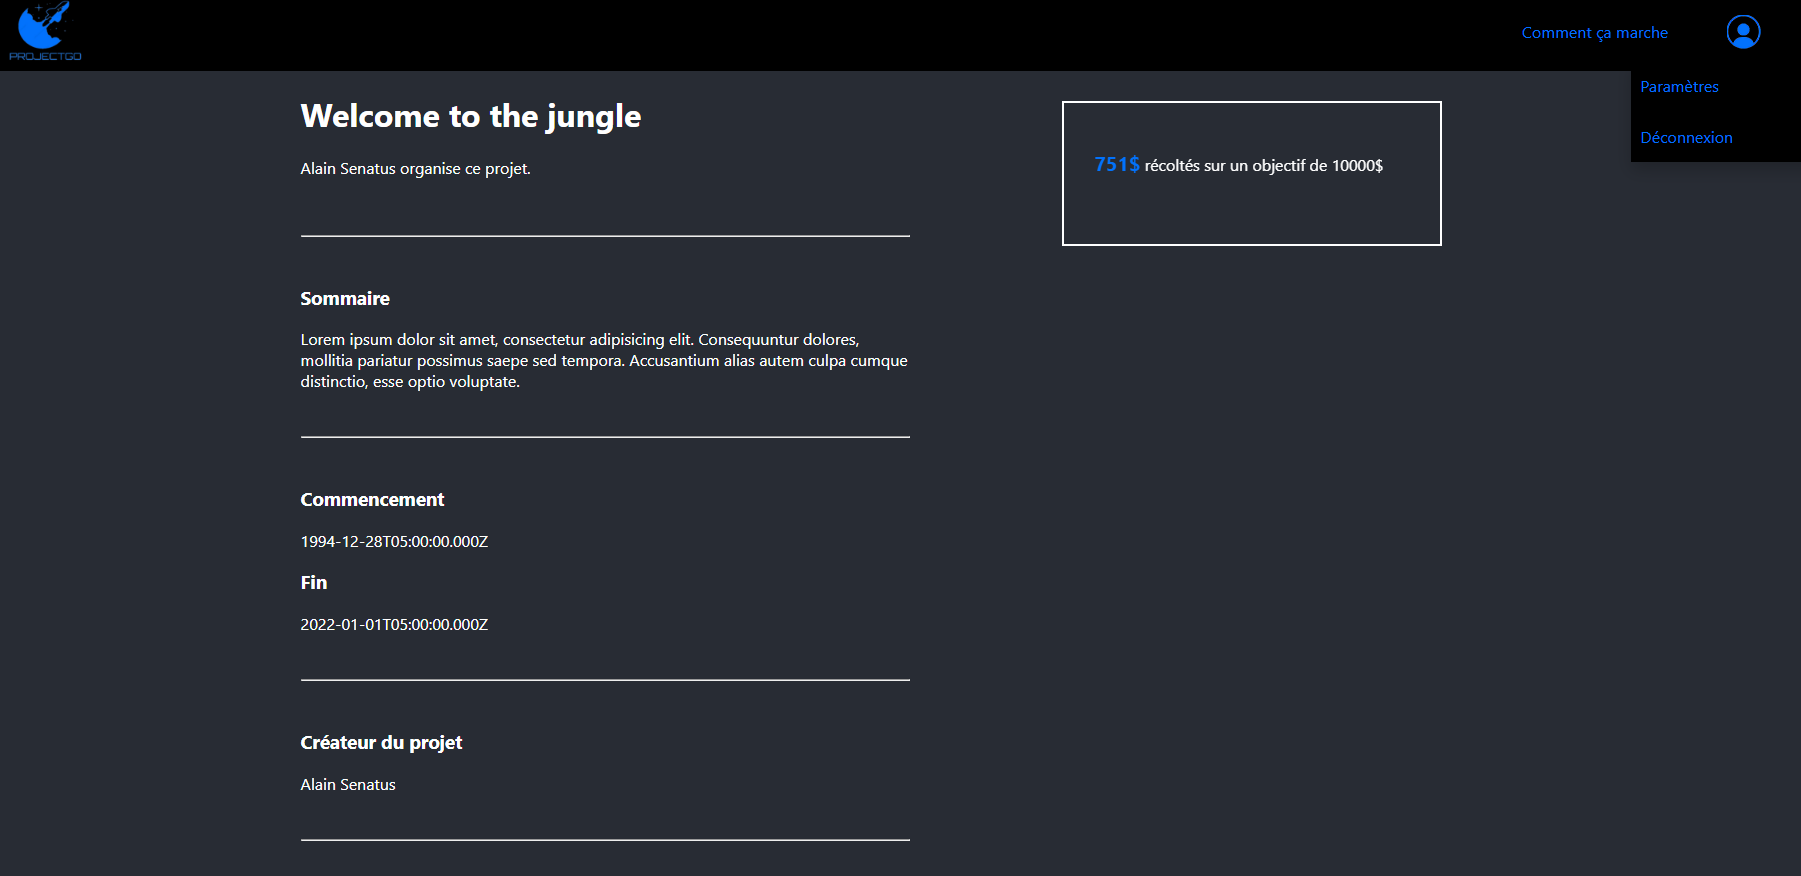 PROJECTGO
Comment ça marche
Paramètres
Déconnexion
Welcome to the jungle
Alain Senatus organise ce projet.
751$ récoltés sur un objectif de 10000$
Sommaire
Lorem ipsum dolor sit amet, consectetur adipisicing elit. Consequuntur dolores,
mollitia pariatur possimus saepe sed tempora. Accusantium alias autem culpa cumque
distinctio, esse optio voluptate.
Commencement
1994-12-28T05:00:00.000Z
Fin
2022-01-01T05:00:00.000Z
Créateur du projet
Alain Senatus